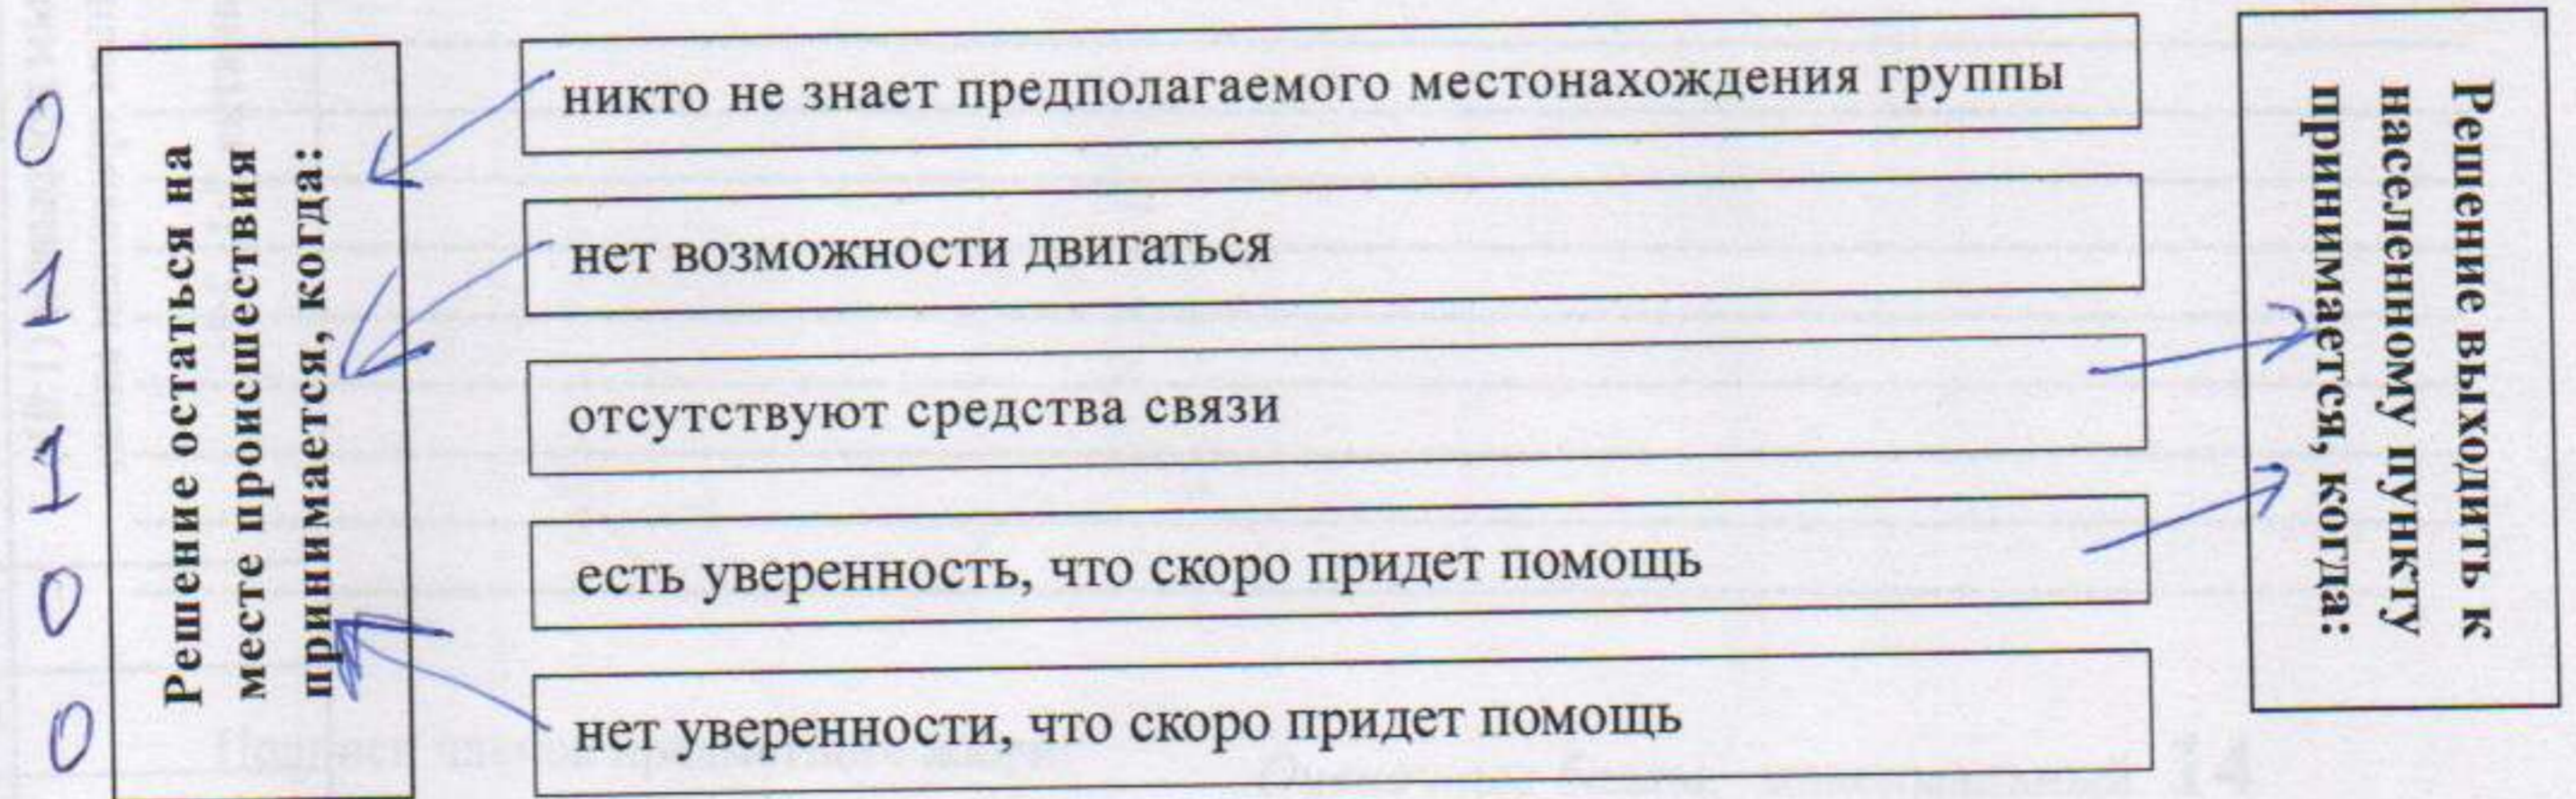 0
1
1
0
0
Решение остаться на
месте происшествия
принимается, когда:
никто не знает предполагаемого местонахождения группы
нет возможности двигаться
отсутствуют средства связи
есть уверенность, что скоро придет помощь
нет уверенности, что скоро придет помощь
Решение выходить к
населенному пункту
принимается, когда: